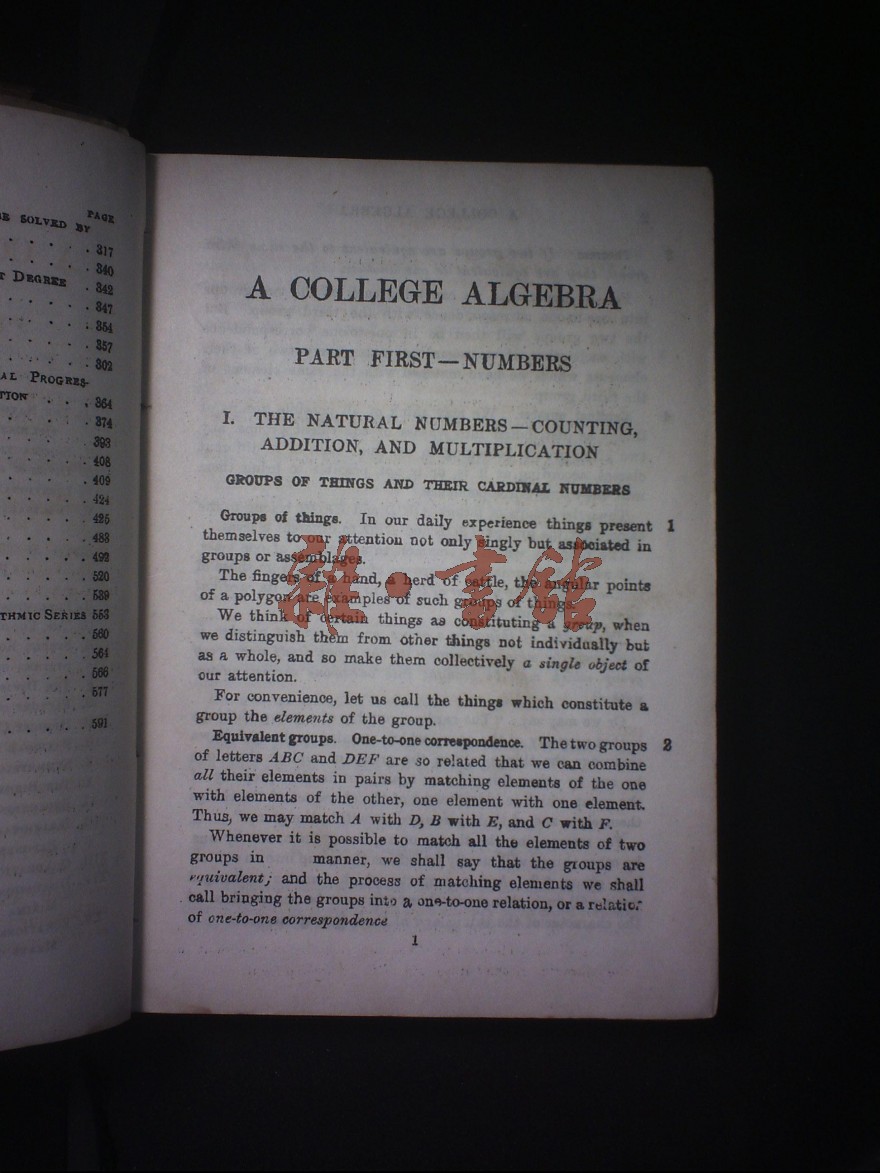 PAGE
SOLVED BY
317
340
DEGREE
342
347
354
357
302
PROGRES-
364
374
393
408
409
424
425
483
492
520
539
SERIES 553
560
564
566
577
591
A COLLEGE ALGEBRA
PART FIRST—NUMBERS
I. THE NATURAL NUMBERS—COUNTING,
ADDITION, AND MULTIPLICATION
GROUPS OF THINGS AND THEIR CARDINAL NUMBERS
Groups of things. In our daily experience things present 1
themselves to our attention not only singly but associated in
groups or assemblages.
The fingers of a hand, a herd of cattle, the angular points
of a polygon are examples of such groups of things.
We think of certain things as constituting a group, when
we distinguish them from other things not individually but
as a whole, and so make them collectively a single object of
our attention.
For convenience, let us call the things which constitute a
group the elements of the group.
Equivalent groups. One-to-one correspondence. The two groups 2
of letters ABC and DEF are so related that we can combine
all their elements in pairs by matching elements of the one
with elements of the other, one element with one element.
Thus, we may match A with D, B with E, and C with F.
Whenever it is possible to match all the elements of two
groups in manner, we shall say that the groups are
equivalent; and the process of matching elements we shall
call bringing the groups into a one-to-one relation, or a relation
of one-to-one correspondence
1
雜·書館